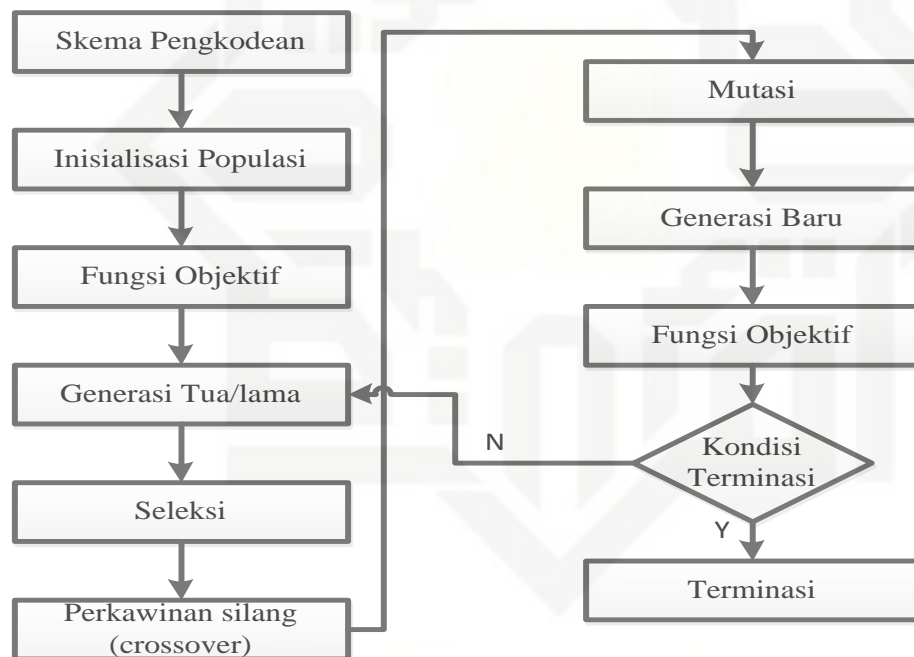 Skema Pengkodean
Inisialisasi Populasi
Fungsi Objektif
Generasi Tua/lama
Seleksi
Perkawinan silang
(crossover)
Mutasi
Generasi Baru
Fungsi Objektif
Kondisi
Terminasi
N
Y
Terminasi